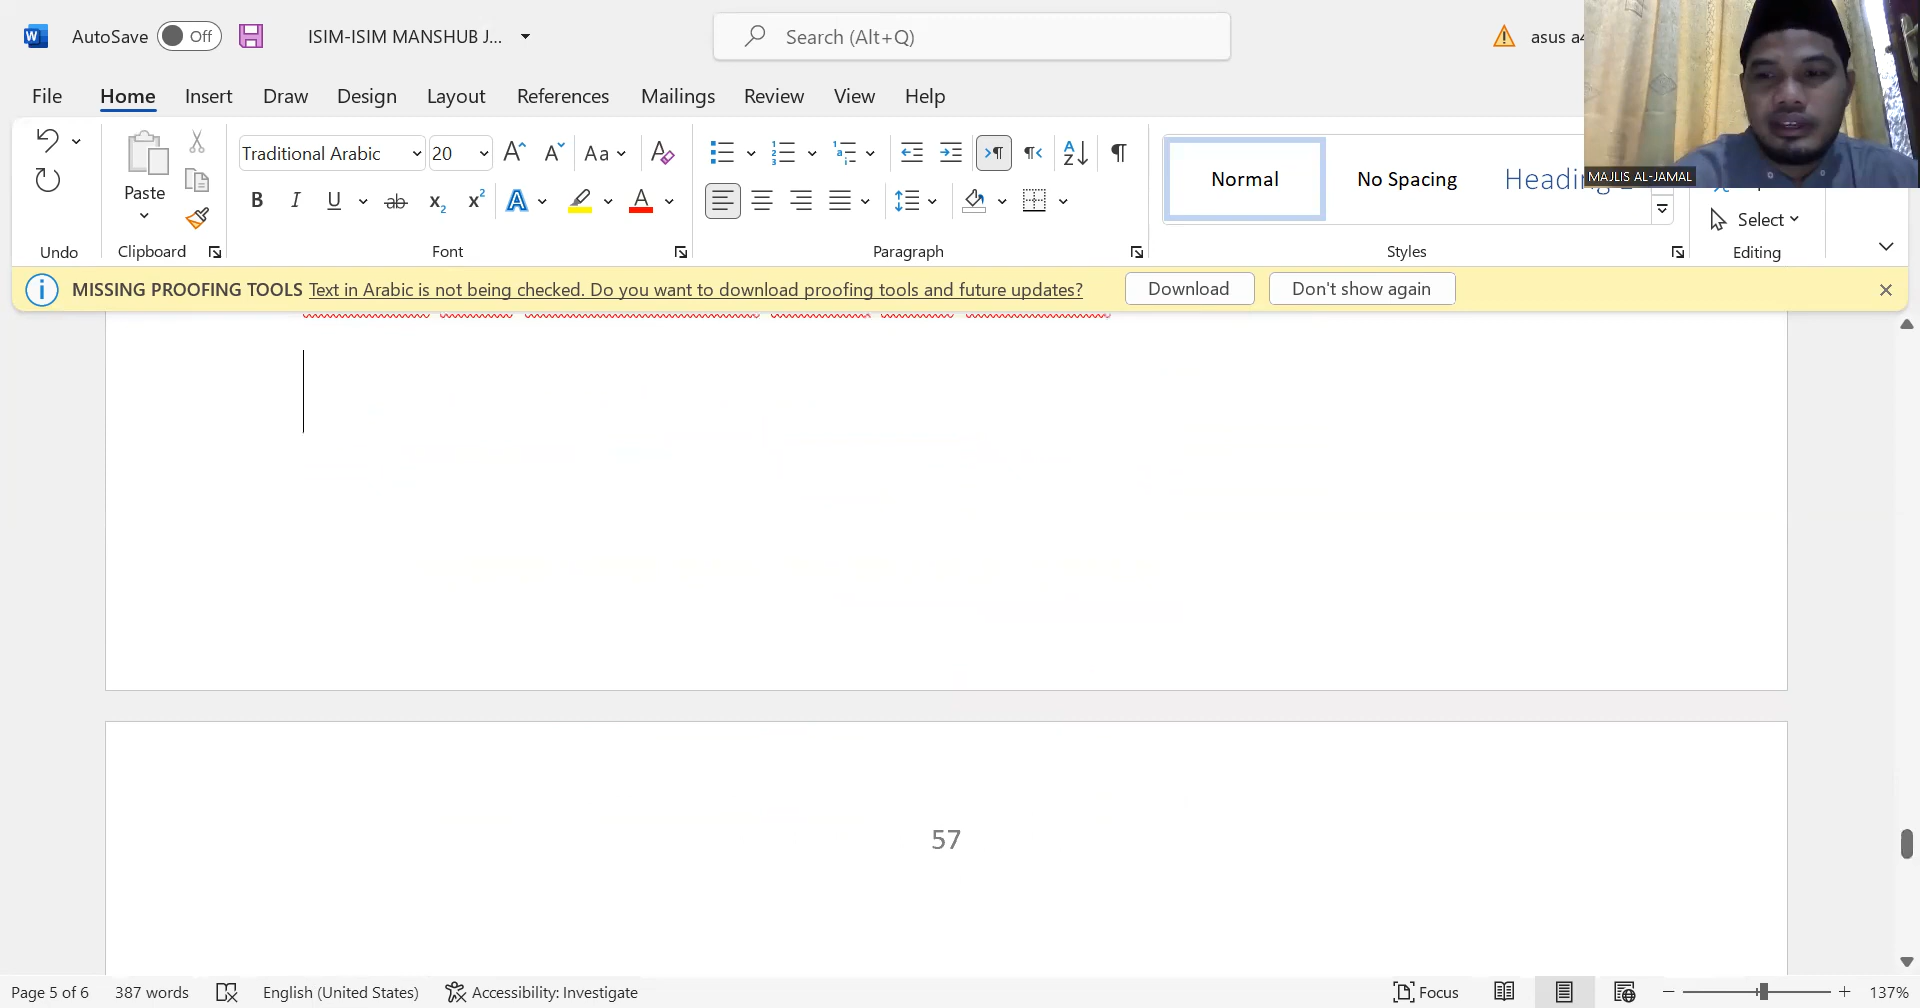 AutoSave Off ISIM-ISIM MANSHUB J... Search (Alt+Q) asus
File Home Insert Draw Design Layout References Mailings Review View Help
Traditional Arabic 20
Paste
Normal No Spacing
MAJLIS AL-JAMAL
Select
Undo Clipboard Font Paragraph Styles Editing
MISSING PROOFING TOOLS Text in Arabic is not being checked. Do you want to download proofing tools and future updates? Download Don't show again
57
Page 5 of 6 387 words English (United States) Accessibility: Investigate Focus 137%